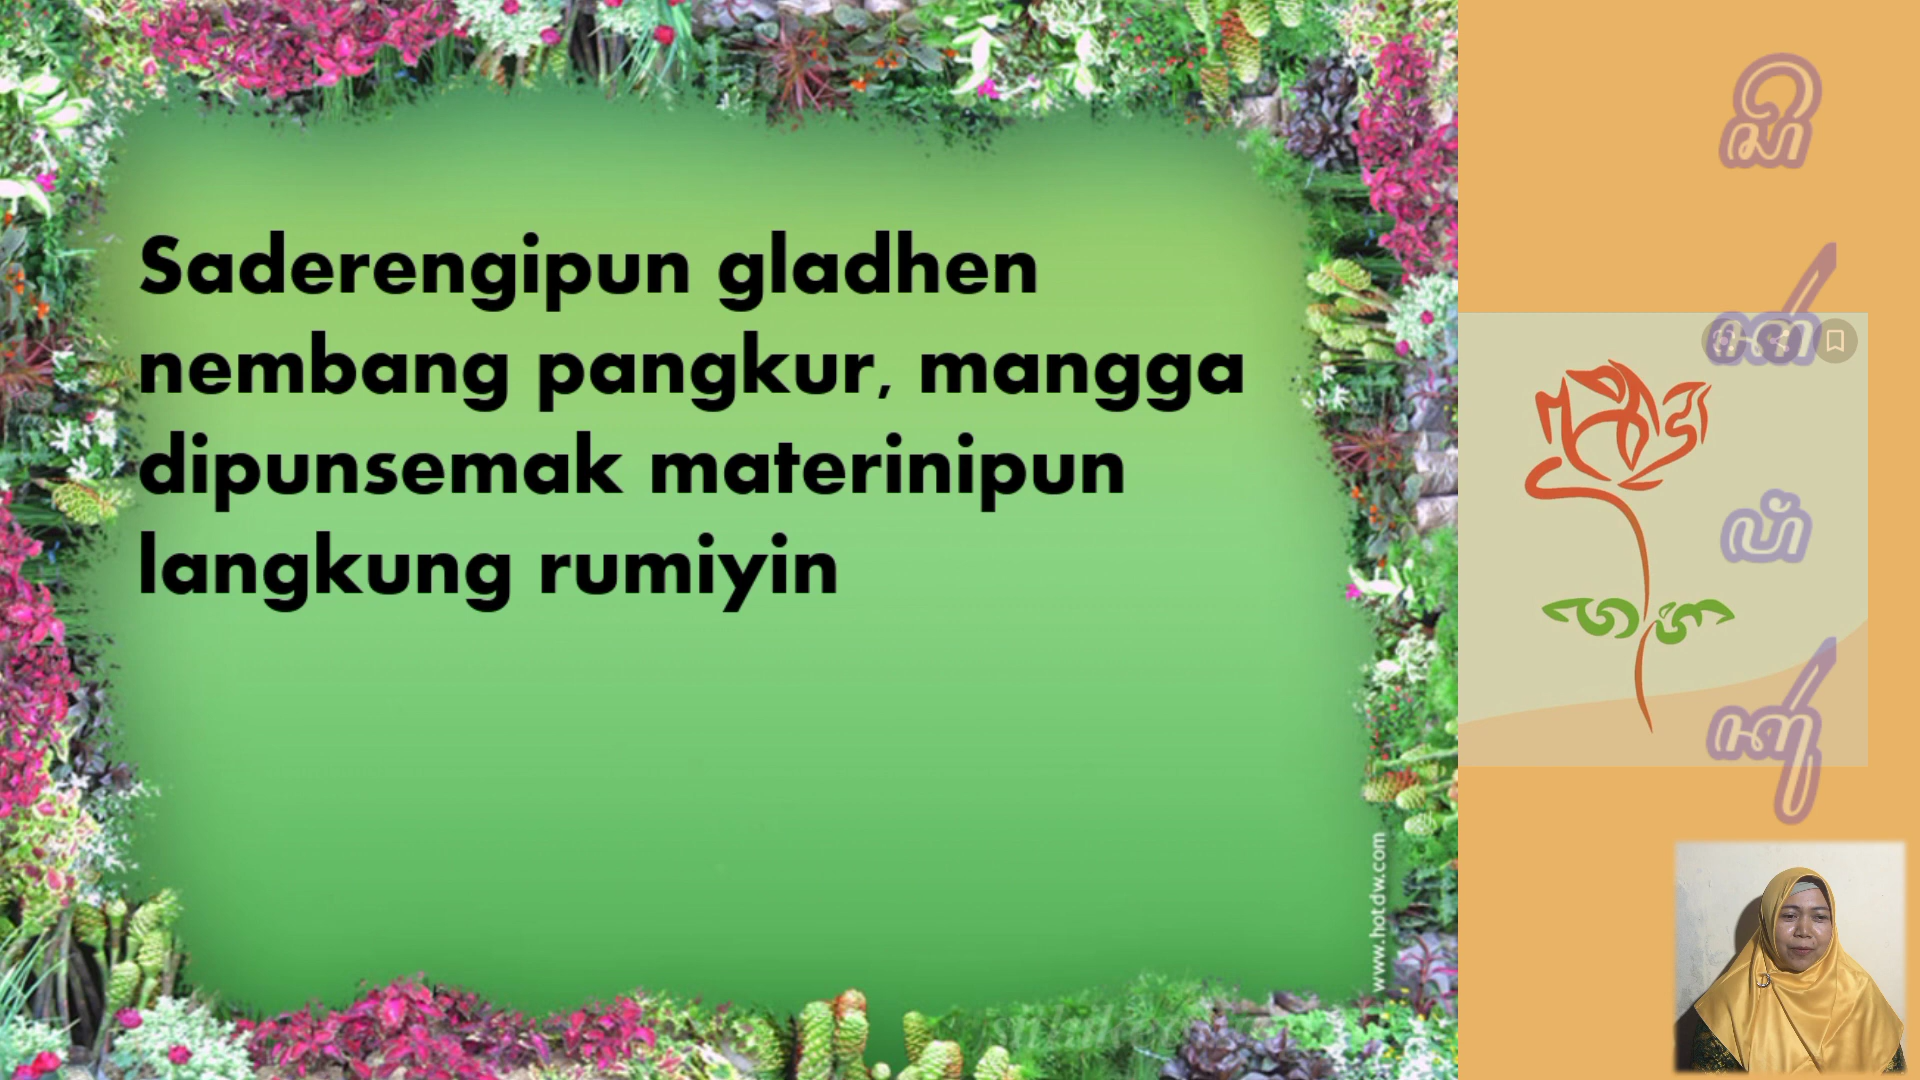 Saderengipun gladhen
nembang pangkur, mangga
dipunsemak materinipun
langkung rumiyin
www.hotdw.com